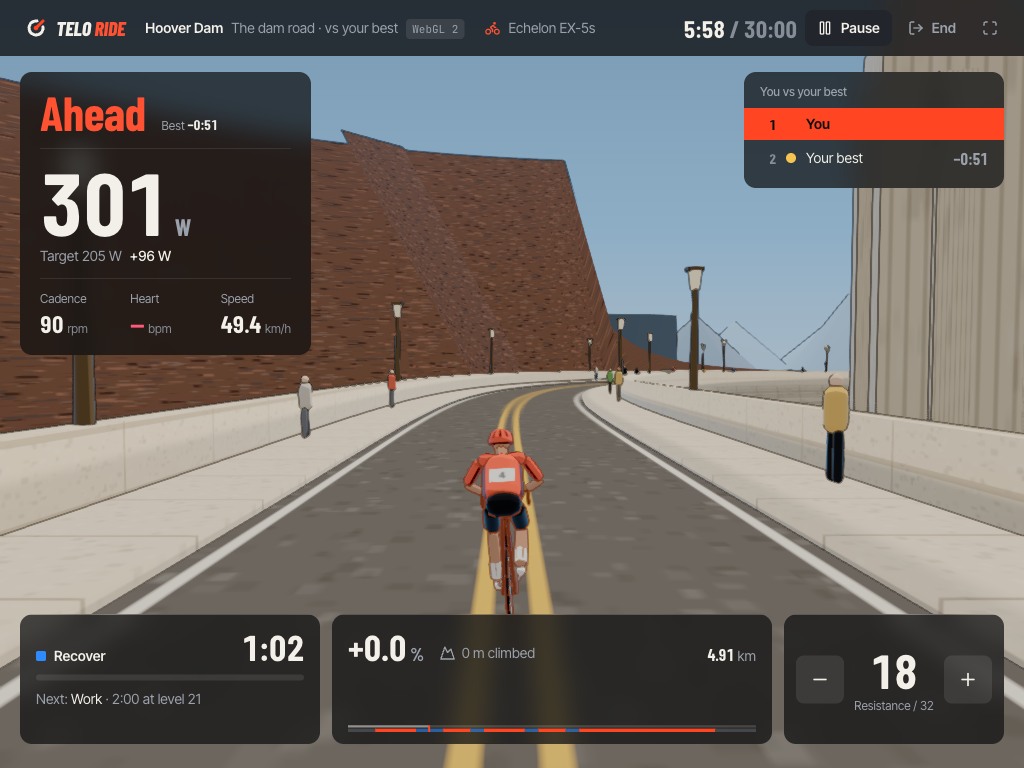 TELO RIDE Hoover Dam The dam road · vs your best WebGL 2 Echelon EX-5s 5:58 / 30:00 Pause End
Ahead Best −0:51
301 W
Target 205 W +96 W
Cadence Heart Speed
90 rpm – bpm 49.4 km/h
You vs your best
1 You
2 Your best −0:51
4
Recover 1:02
Next: Work · 2:00 at level 21
+0.0 % 0 m climbed 4.91 km
− 18 +
Resistance / 32